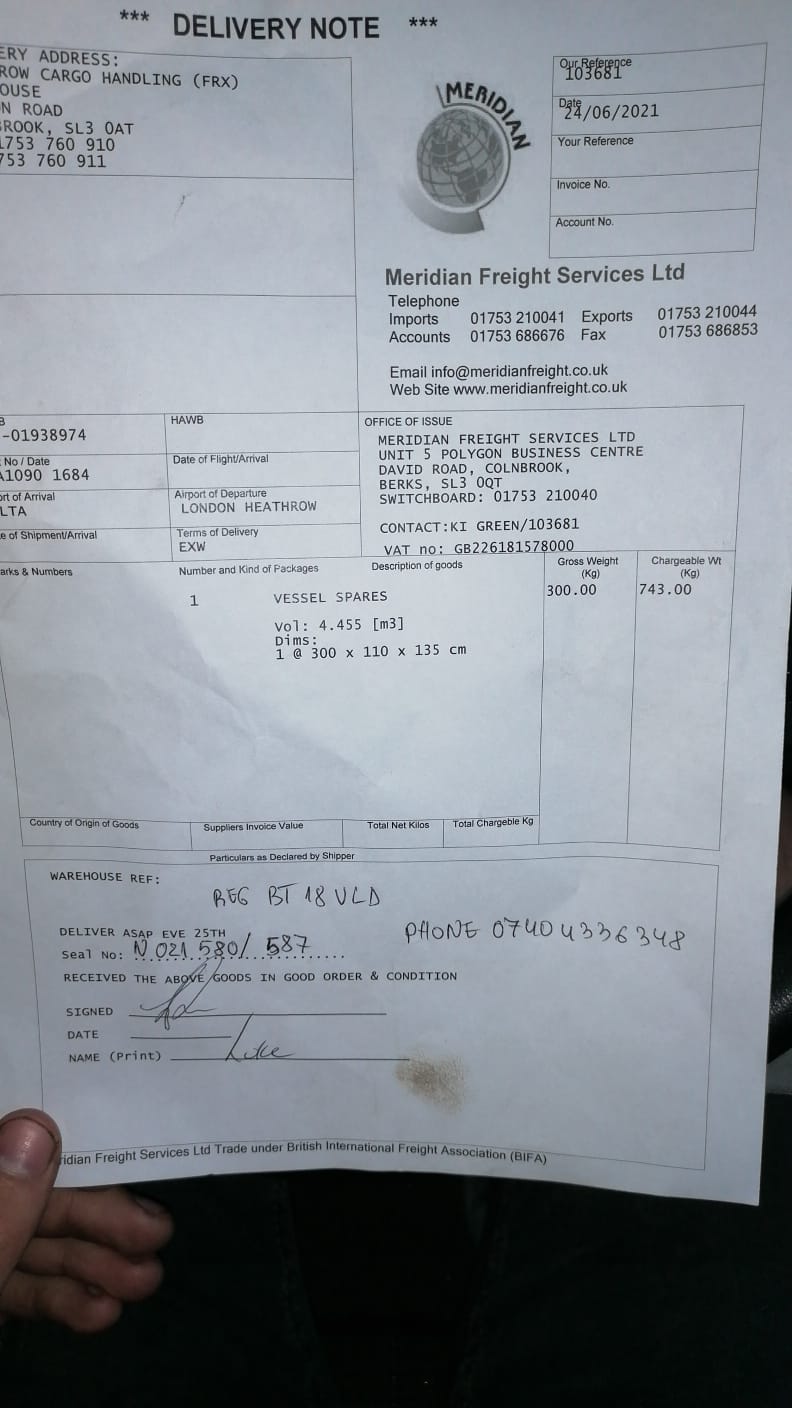 *** DELIVERY NOTE ***
ERY ADDRESS:
ROW CARGO HANDLING (FRX)
OUSE
N ROAD
BROOK, SL3 0AT
1753 760 910
753 760 911
MERIDIAN
Our Reference
103681
Date
24/06/2021
Your Reference
Invoice No.
Account No.
Meridian Freight Services Ltd
Telephone
Imports 01753 210041 Exports 01753 210044
Accounts 01753 686676 Fax 01753 686853
Email info@meridianfreight.co.uk
Web Site www.meridianfreight.co.uk
B
-01938974
HAWB
No / Date
A1090 1684
Date of Flight/Arrival
ort of Arrival
LTA
Airport of Departure
LONDON HEATHROW
e of Shipment/Arrival
Terms of Delivery
EXW
OFFICE OF ISSUE
MERIDIAN FREIGHT SERVICES LTD
UNIT 5 POLYGON BUSINESS CENTRE
DAVID ROAD, COLNBROOK,
BERKS, SL3 0QT
SWITCHBOARD: 01753 210040
CONTACT:KI GREEN/103681
VAT no: GB226181578000
arks & Numbers Number and Kind of Packages Description of goods Gross Weight (Kg) Chargeable Wt (Kg)
1 VESSEL SPARES 300.00 743.00
Vol: 4.455 [m3]
Dims:
1 @ 300 x 110 x 135 cm
Country of Origin of Goods Suppliers Invoice Value Total Net Kilos Total Chargeble Kg
Particulars as Declared by Shipper
WAREHOUSE REF:
REG BT 18 VLD
DELIVER ASAP EVE 25TH
PHONE 07404336348
Seal No: N 021 580/ 587
RECEIVED THE ABOVE GOODS IN GOOD ORDER & CONDITION
SIGNED
DATE
NAME (Print) Luke
ridian Freight Services Ltd Trade under British International Freight Association (BIFA)